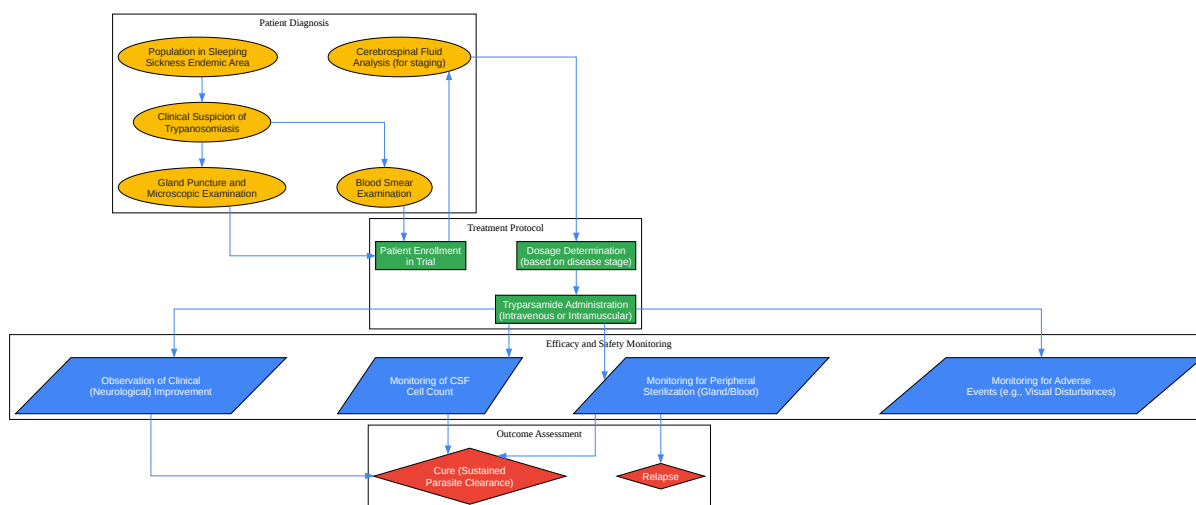 Patient Diagnosis
Population in Sleeping
Sickness Endemic Area
Cerebrospinal Fluid
Analysis (for staging)
Clinical Suspicion of
Trypanosomiasis
Gland Puncture and
Microscopic Examination
Blood Smear
Examination
Treatment Protocol
Patient Enrollment
in Trial
Dosage Determination
(based on disease stage)
Tryparsamide Administration
(Intravenous or Intramuscular)
Efficacy and Safety Monitoring
Observation of Clinical
(Neurological) Improvement
Monitoring of CSF
Cell Count
Monitoring for Peripheral
Sterilization (Gland/Blood)
Monitoring for Adverse
Events (e.g., Visual Disturbances)
Outcome Assessment
Cure (Sustained
Parasite Clearance)
Relapse